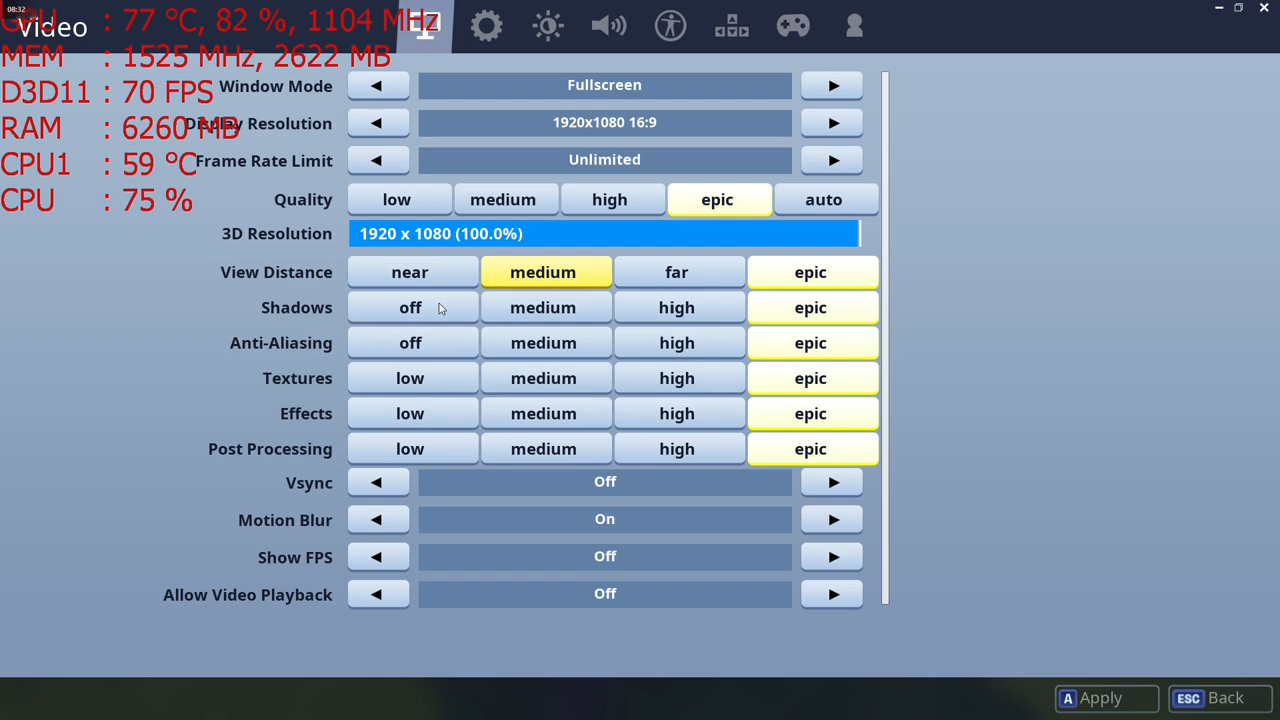 08:32
Video
GPU : 77 °C, 82 %, 1104 MHz
MEM : 1525 MHz, 2622 MB
D3D11 : 70 FPS
RAM : 6260 MB
CPU1 : 59 °C
CPU : 75 %
Window Mode ◀ Fullscreen ▶
Display Resolution ◀ 1920x1080 16:9 ▶
Frame Rate Limit ◀ Unlimited ▶
Quality low medium high epic auto
3D Resolution 1920 x 1080 (100.0%)
View Distance near medium far epic
Shadows off medium high epic
Anti-Aliasing off medium high epic
Textures low medium high epic
Effects low medium high epic
Post Processing low medium high epic
Vsync ◀ Off ▶
Motion Blur ◀ On ▶
Show FPS ◀ Off ▶
Allow Video Playback ◀ Off ▶
A Apply ESC Back